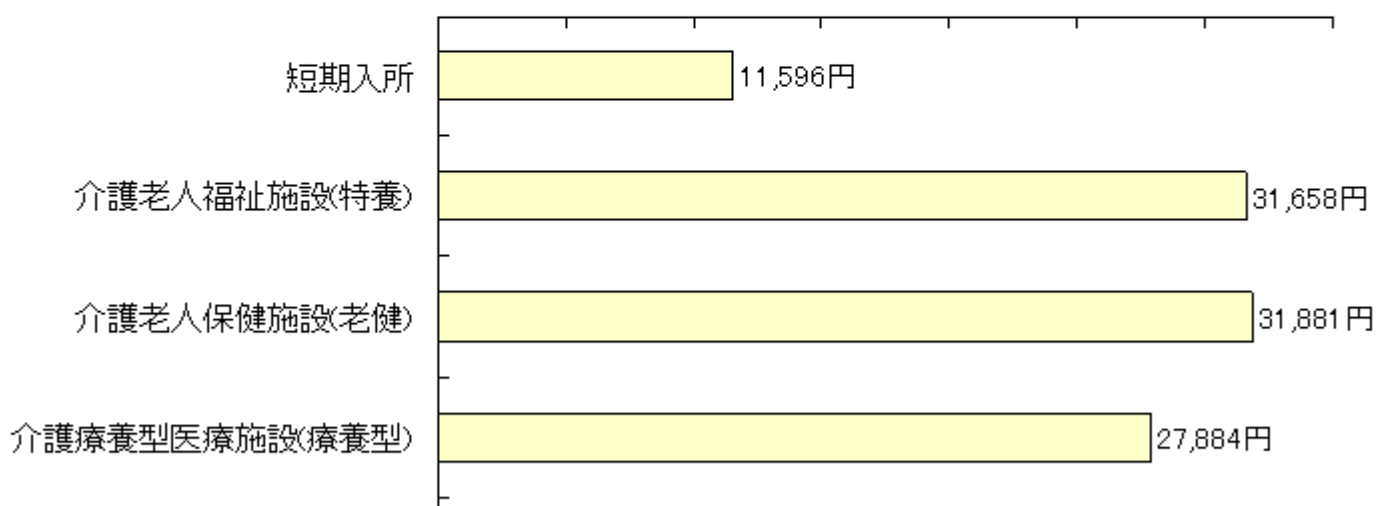 短期入所 11,596円
介護老人福祉施設(特養) 31,658円
介護老人保健施設(老健) 31,881円
介護療養型医療施設(療養型) 27,884円